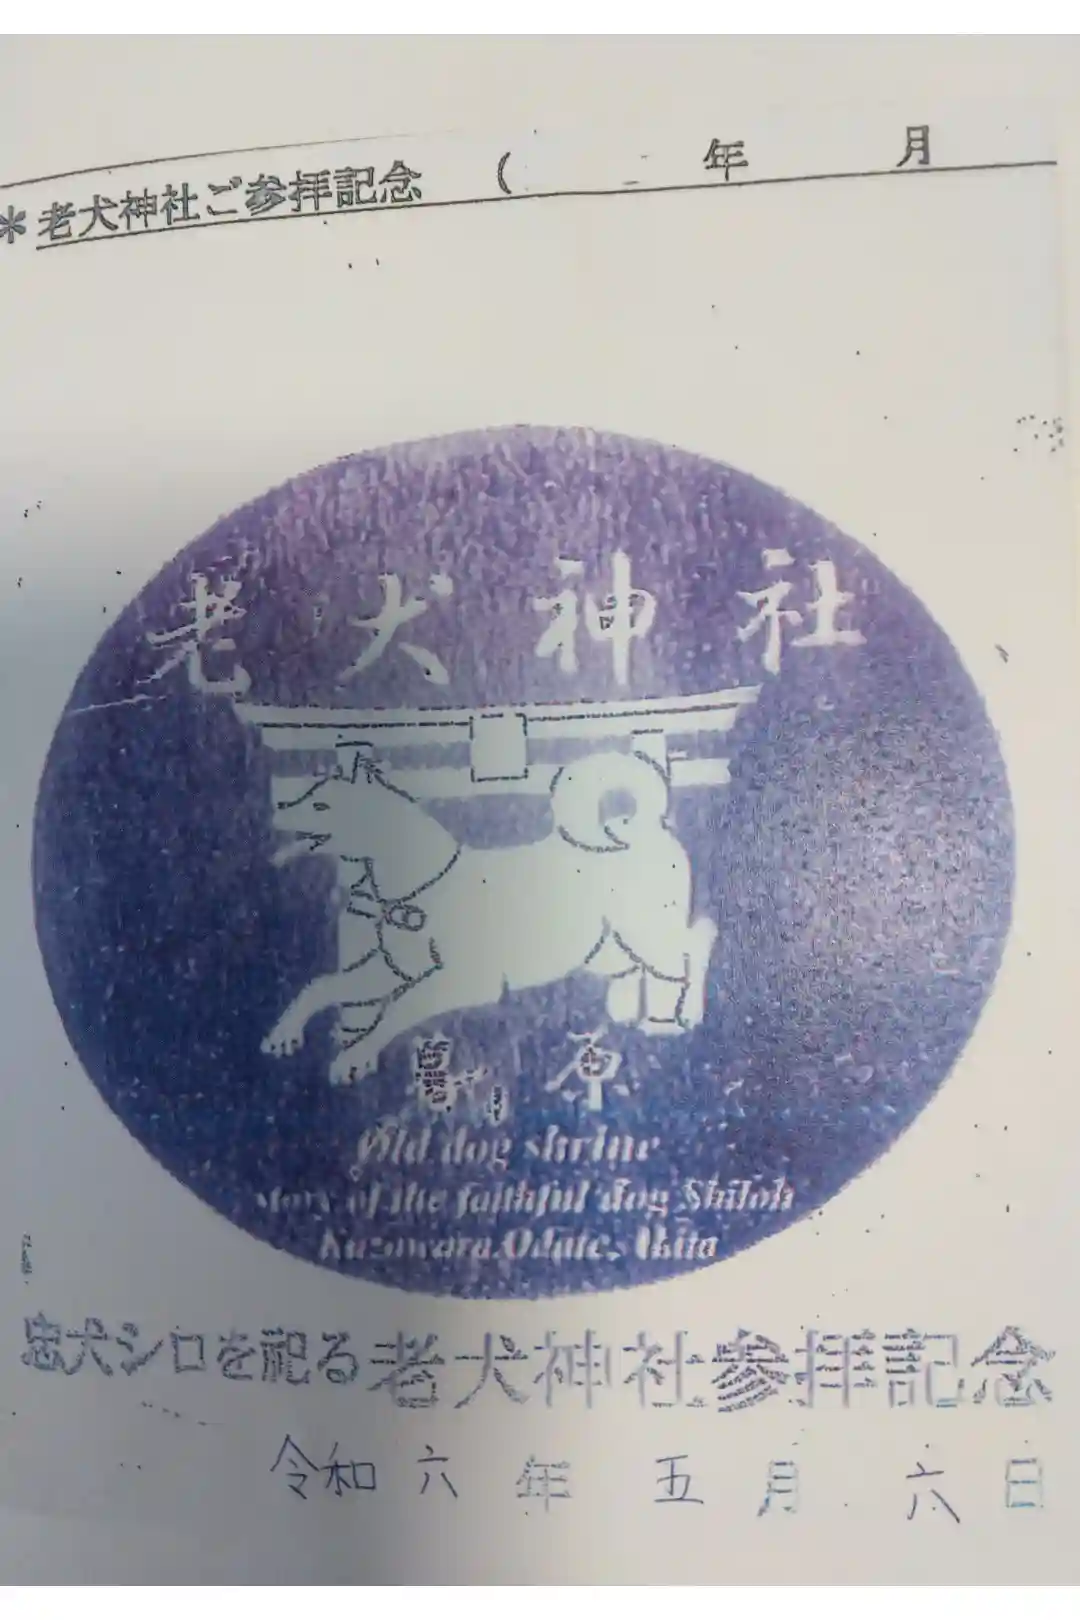 *老犬神社ご参拝記念 ( 年 月
老犬神社
原
Old dog shrine
story of the faithful dog Shiloh
Kuzuwara,Odate, Akita
忠犬シロを祀る老犬神社参拝記念
令和六年五月六日